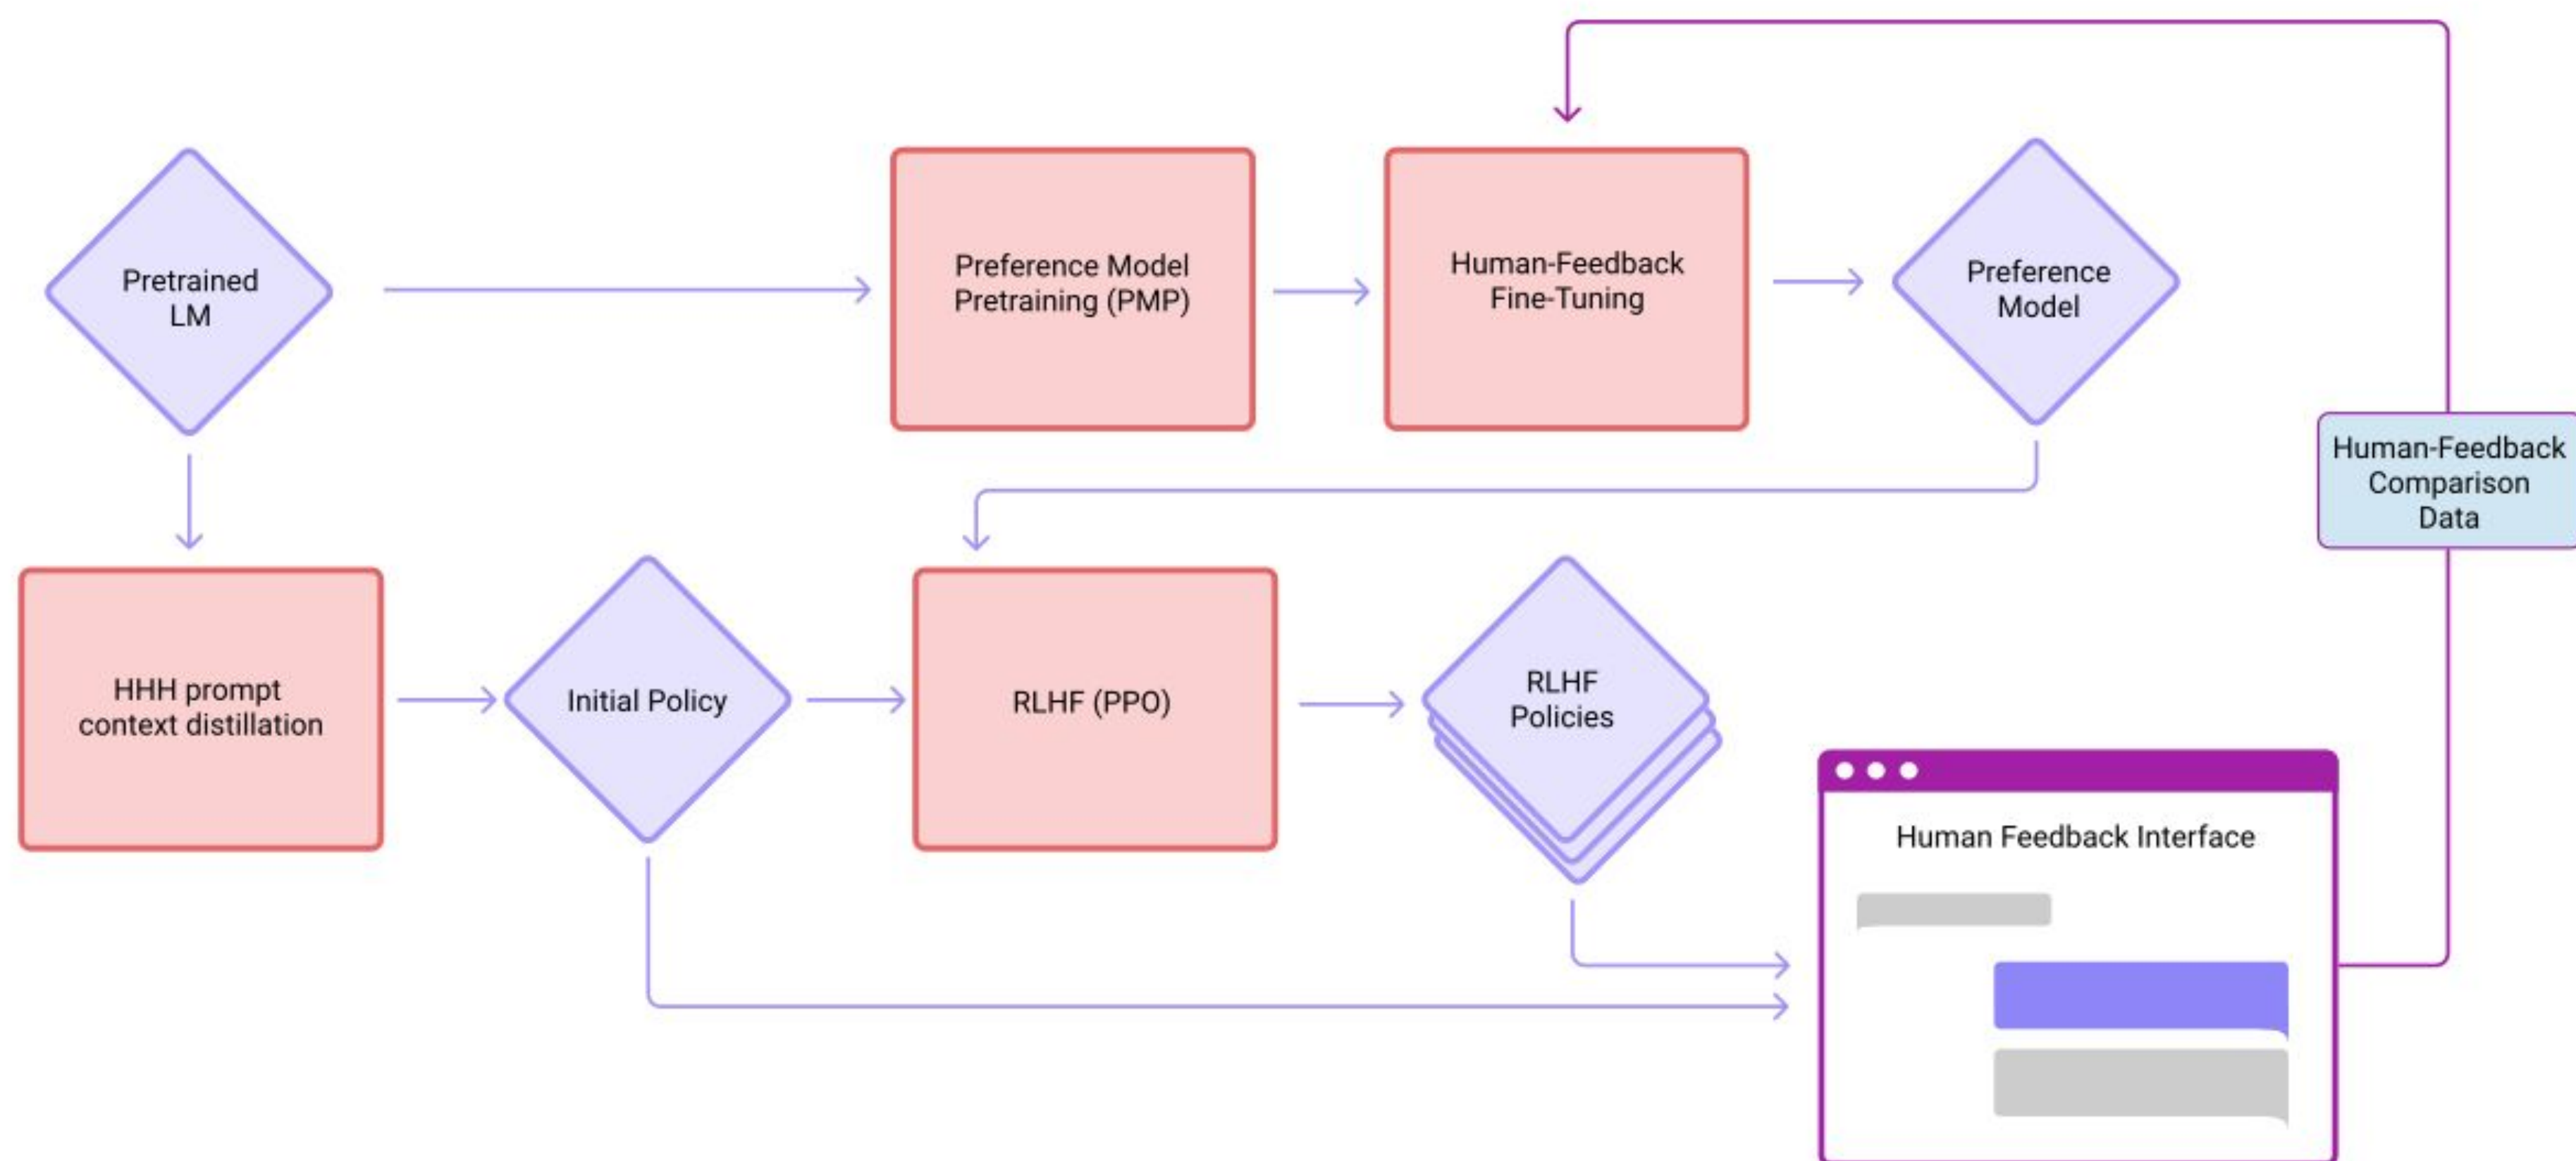 Pretrained
LM
Preference Model
Pretraining (PMP)
Human-Feedback
Fine-Tuning
Preference
Model
Human-Feedback
Comparison
Data
HHH prompt
context distillation
Initial Policy
RLHF (PPO)
RLHF
Policies
Human Feedback Interface